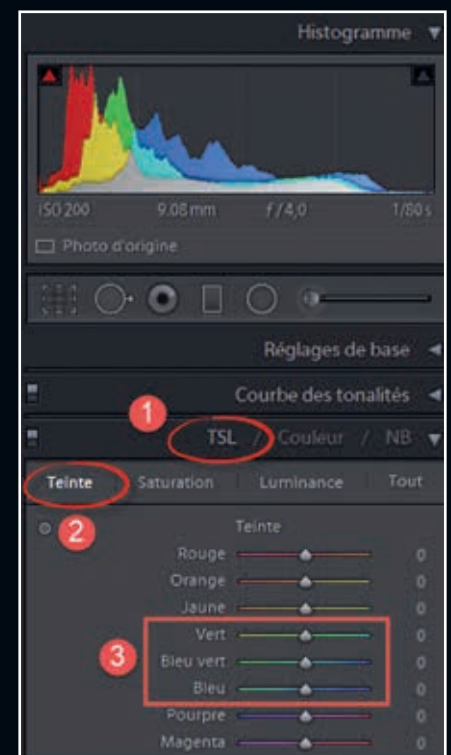 Histogramme
ISO 200 9.08 mm f / 4,0 1/80 s
Photo d'origine
Réglages de base
Courbe des tonalités
1
TSL / Couleur / NB
Teinte Saturation Luminance Tout
2
Teinte
Rouge 0
Orange 0
Jaune 0
Vert 0
3
Bleu vert 0
Bleu 0
Pourpre 0
Magenta 0